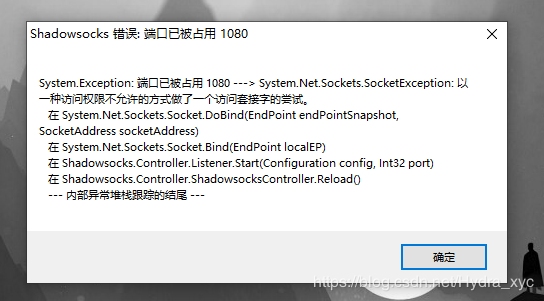 Shadowsocks 错误: 端口已被占用 1080
System.Exception: 端口已被占用 1080 ---> System.Net.Sockets.SocketException: 以
一种访问权限不允许的方式做了一个访问套接字的尝试。
在 System.Net.Sockets.Socket.DoBind(EndPoint endPointSnapshot,
SocketAddress socketAddress)
在 System.Net.Sockets.Socket.Bind(EndPoint localEP)
在 Shadowsocks.Controller.Listener.Start(Configuration config, Int32 port)
在 Shadowsocks.Controller.ShadowsocksController.Reload()
--- 内部异常堆栈跟踪的结尾 ---
确定
https://blog.csdn.net/Hydra_xyc